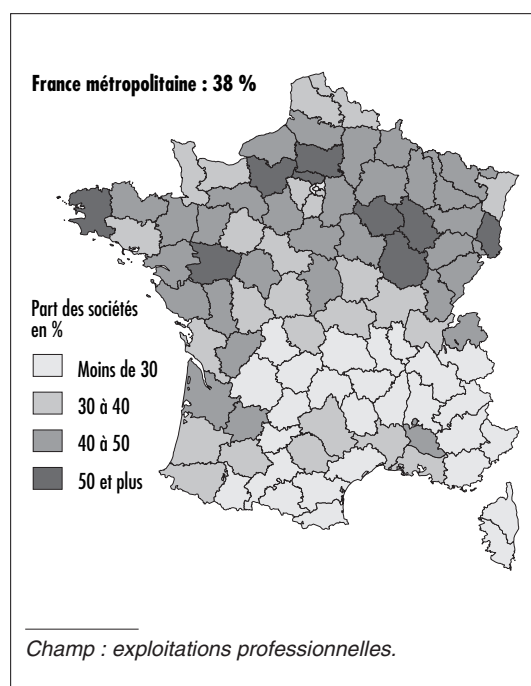 France métropolitaine : 38 %
Part des sociétés
en %
Moins de 30
30 à 40
40 à 50
50 et plus
Champ : exploitations professionnelles.